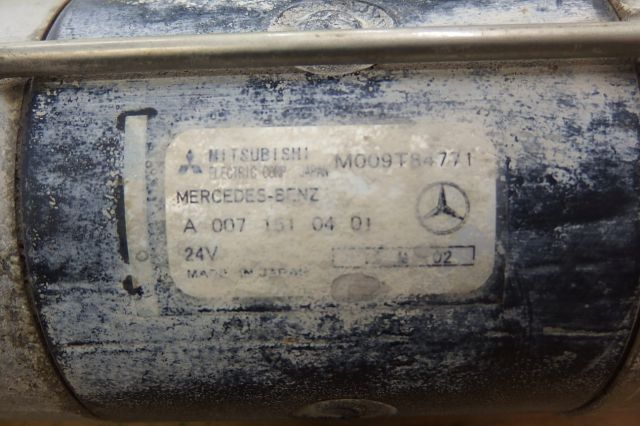 MITSUBISHI
ELECTRIC CORP. JAPAN M009T84771
MERCEDES-BENZ
A 007 151 04 01
24V
M 02
MADE IN JAPAN